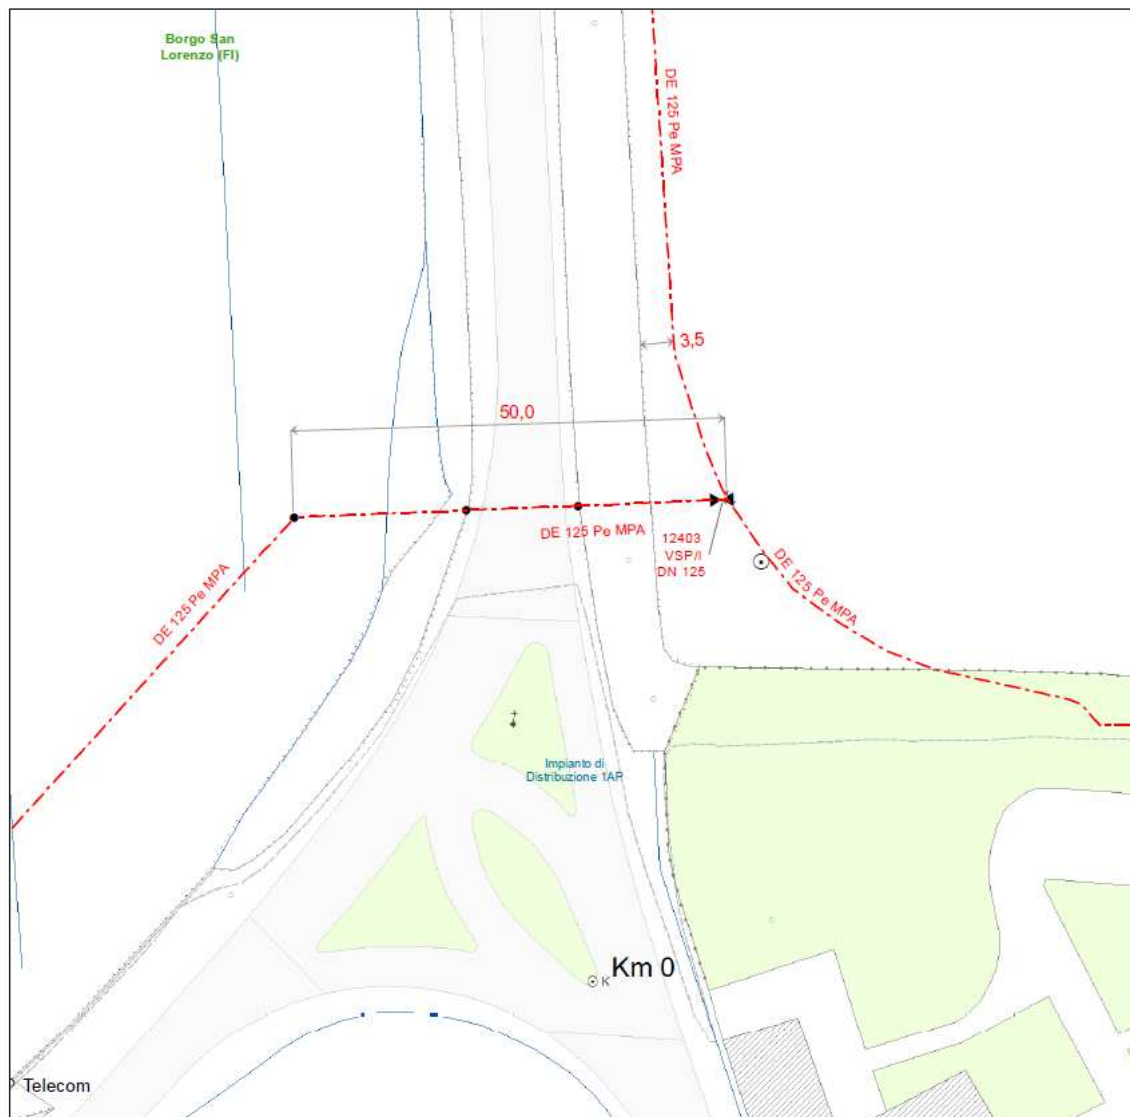 Borgo San
Lorenzo (FI)
DE 125 Pe MPA
3,5
50,0
DE 125 Pe MPA
12403
VSP/I
DN 125
DE 125 Pe MPA
DE 125 Pe MPA
Impianto di
Distribuzione 1AP
K
Km 0
Telecom